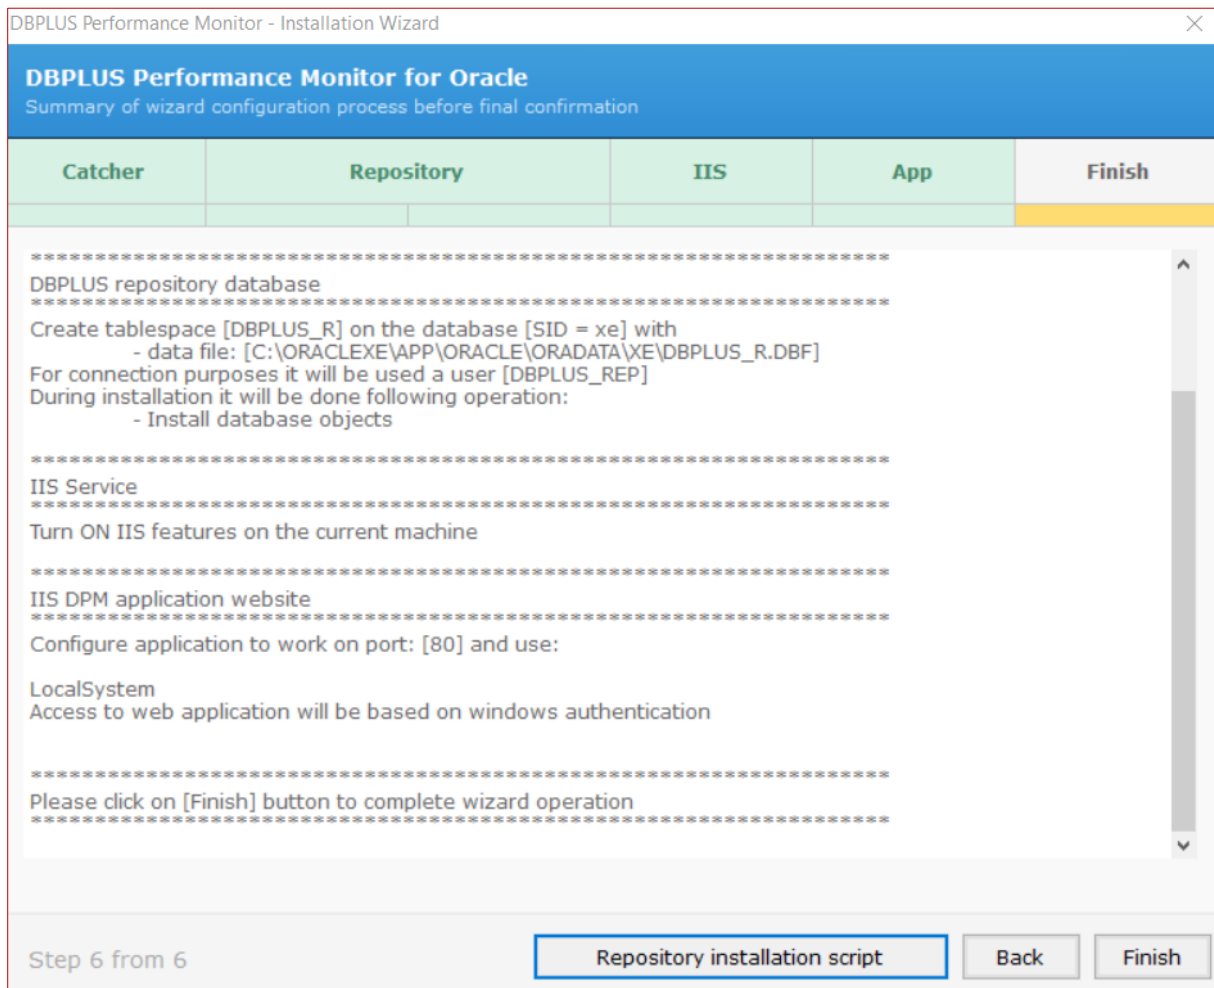 DBPLUS Performance Monitor - Installation Wizard
DBPLUS Performance Monitor for Oracle
Summary of wizard configuration process before final confirmation
Catcher Repository IIS App Finish
*******************************************************************
DBPLUS repository database
*******************************************************************
Create tablespace [DBPLUS_R] on the database [SID = xe] with
- data file: [C:\ORACLEXE\APP\ORACLE\ORADATA\XE\DBPLUS_R.DBF]
For connection purposes it will be used a user [DBPLUS_REP]
During installation it will be done following operation:
- Install database objects
*******************************************************************
IIS Service
*******************************************************************
Turn ON IIS features on the current machine
*******************************************************************
IIS DPM application website
*******************************************************************
Configure application to work on port: [80] and use:
LocalSystem
Access to web application will be based on windows authentication
*******************************************************************
Please click on [Finish] button to complete wizard operation
*******************************************************************
Step 6 from 6 Repository installation script Back Finish